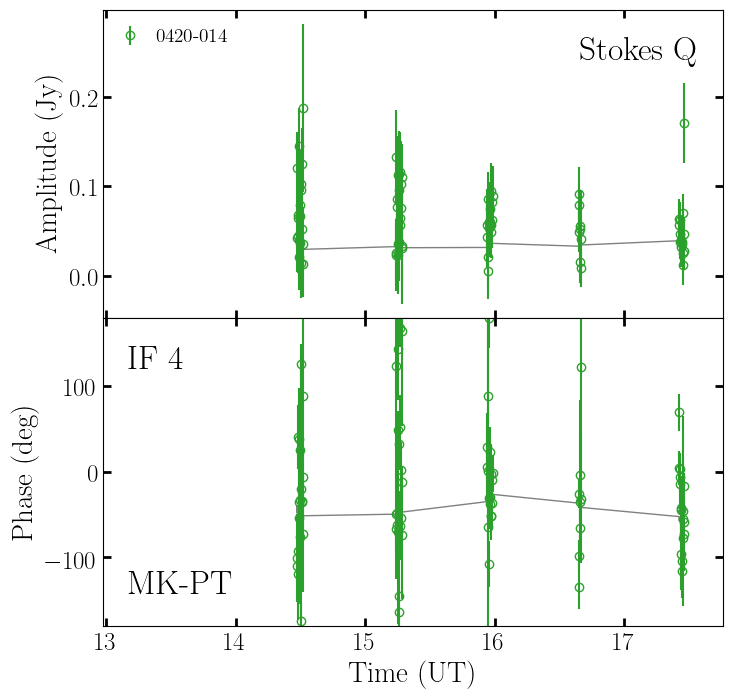 0420-014
Stokes Q
0.2
0.1
0.0
Amplitude (Jy)
IF 4
100
0
−100
Phase (deg)
MK-PT
13 14 15 16 17
Time (UT)